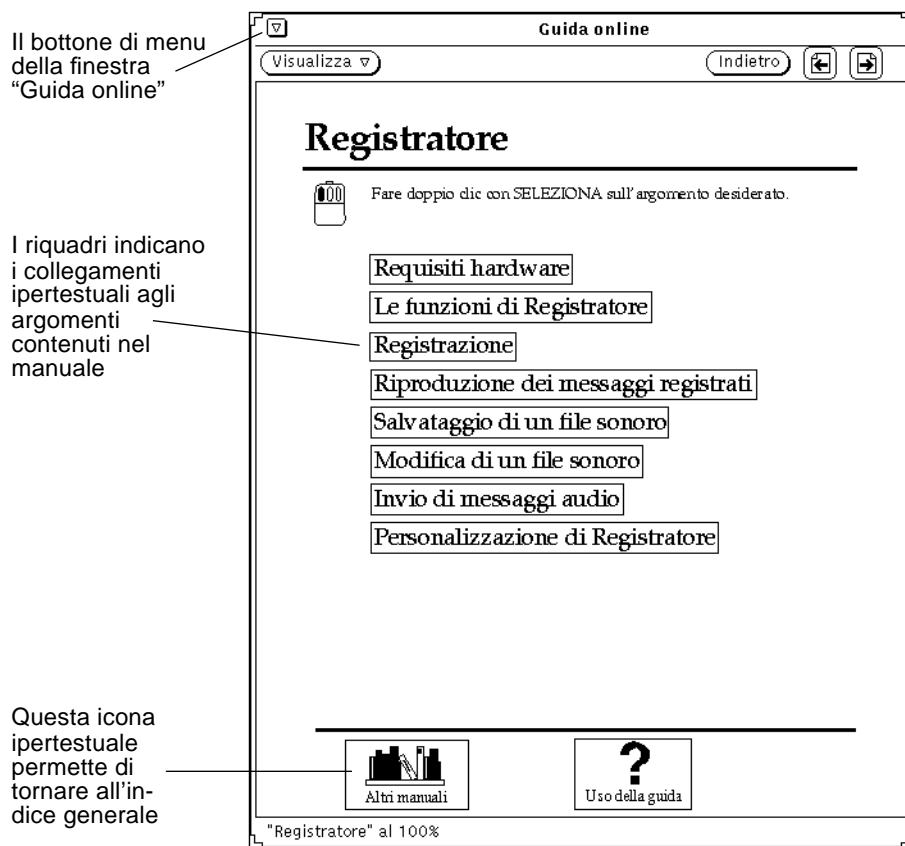 Il bottone di menu
della finestra
“Guida online”
Guida online
Visualizza
Indietro
Registratore
Fare doppio clic con SELEZIONA sull'argomento desiderato.
I riquadri indicano
i collegamenti
ipertestuali agli
argomenti
contenuti nel
manuale
Requisiti hardware
Le funzioni di Registratore
Registrazione
Riproduzione dei messaggi registrati
Salvataggio di un file sonoro
Modifica di un file sonoro
Invio di messaggi audio
Personalizzazione di Registratore
Questa icona
ipertestuale
permette di
tornare all'in-
dice generale
Altri manuali
?
Uso della guida
"Registratore" al 100%